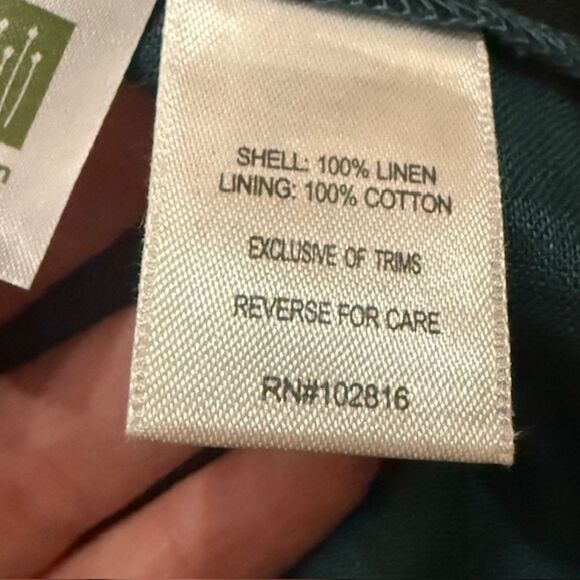 SHELL: 100% LINEN
LINING: 100% COTTON
EXCLUSIVE OF TRIMS
REVERSE FOR CARE
RN#102816